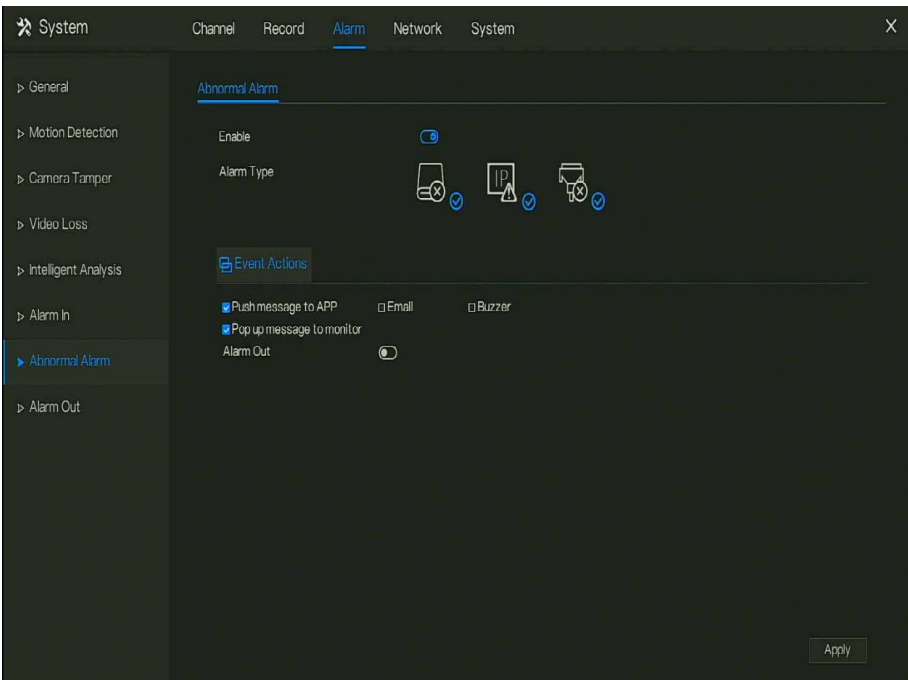 System
Channel Record Alarm Network System X
General
Motion Detection
Camera Tamper
Video Loss
Intelligent Analysis
Alarm In
Abnormal Alarm
Alarm Out
Abnormal Alarm
Enable
Alarm Type
IP
Event Actions
Push message to APP Email Buzzer
Pop up message to monitor
Alarm Out
Apply